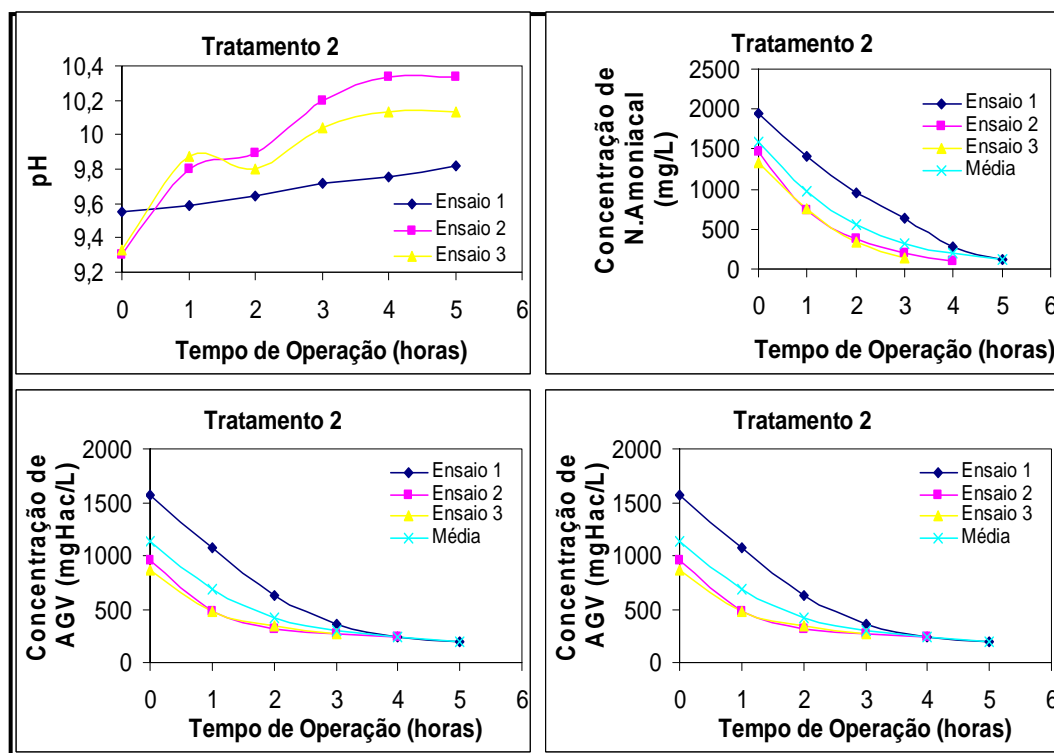 Tratamento 2
10,4
10,2
10
9,8
9,6
9,4
9,2
pH
Ensaio 1
Ensaio 2
Ensaio 3
0 1 2 3 4 5 6
Tempo de Operação (horas)
Tratamento 2
2500
2000
1500
1000
500
0
Concentração de
N.Amoniacal
(mg/L)
Ensaio 1
Ensaio 2
Ensaio 3
Média
0 1 2 3 4 5 6
Tempo de Operação (horas)
Tratamento 2
2000
1500
1000
500
0
Concentração de
AGV (mgHac/L)
Ensaio 1
Ensaio 2
Ensaio 3
Média
0 1 2 3 4 5 6
Tempo de Operação (horas)
Tratamento 2
2000
1500
1000
500
0
Concentração de
AGV (mgHac/L)
Ensaio 1
Ensaio 2
Ensaio 3
Média
0 1 2 3 4 5 6
Tempo de Operação (horas)